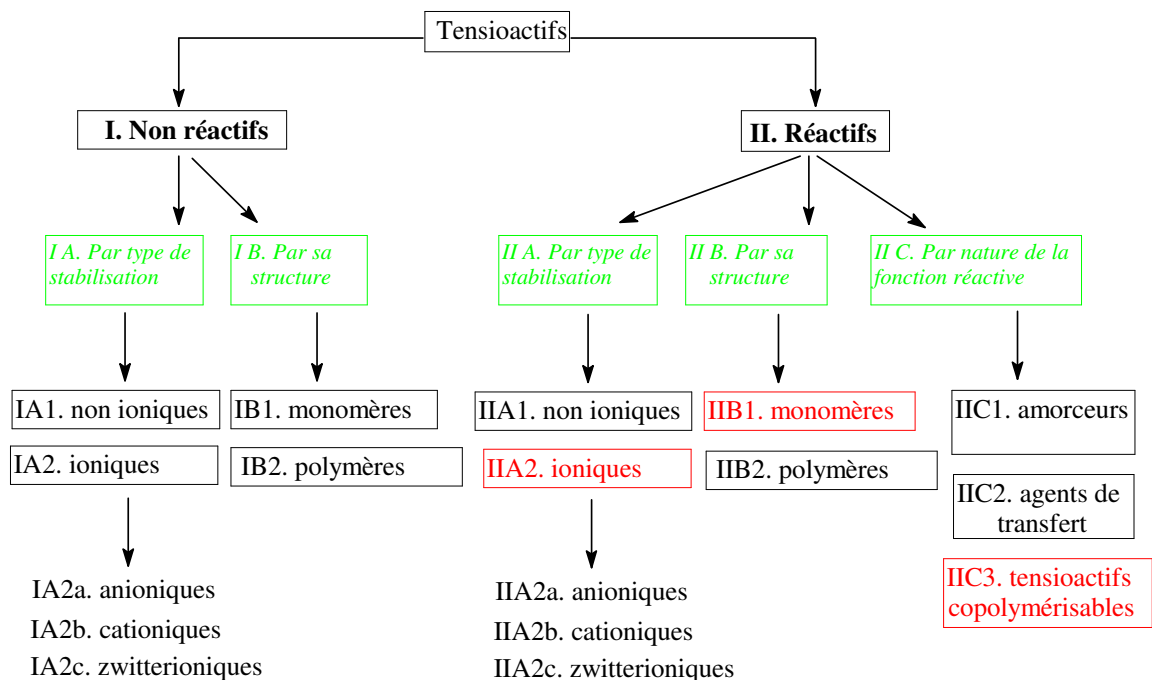 Tensioactifs
I. Non réactifs
II. Réactifs
I A. Par type de
stabilisation
I B. Par sa
structure
II A. Par type de
stabilisation
II B. Par sa
structure
II C. Par nature de la
fonction réactive
IA1. non ioniques
IB1. monomères
IIA1. non ioniques
IIB1. monomères
IIC1. amorceurs
IA2. ioniques
IB2. polymères
IIA2. ioniques
IIB2. polymères
IIC2. agents de
transfert
IIC3. tensioactifs
copolymérisables
IA2a. anioniques
IA2b. cationiques
IA2c. zwitterioniques
IIA2a. anioniques
IIA2b. cationiques
IIA2c. zwitterioniques